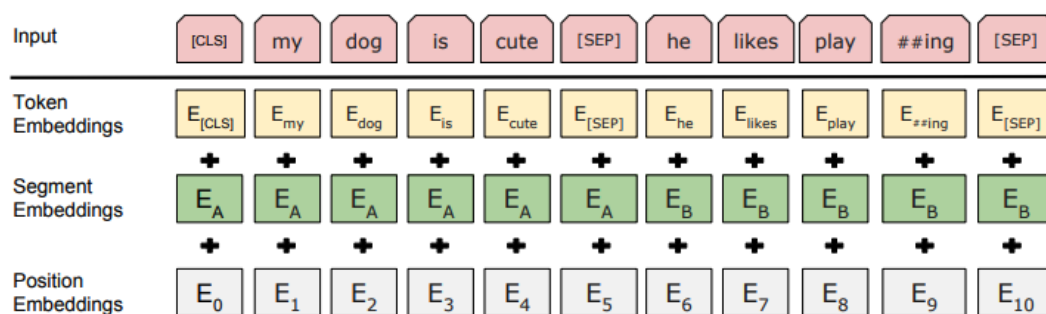 Input [CLS] my dog is cute [SEP] he likes play ##ing [SEP]
Token Embeddings E[CLS] Emy Edog Eis Ecute E[SEP] Ehe Elikes Eplay E##ing E[SEP]
+ + + + + + + + + + +
Segment Embeddings EA EA EA EA EA EA EB EB EB EB EB
+ + + + + + + + + + +
Position Embeddings E0 E1 E2 E3 E4 E5 E6 E7 E8 E9 E10